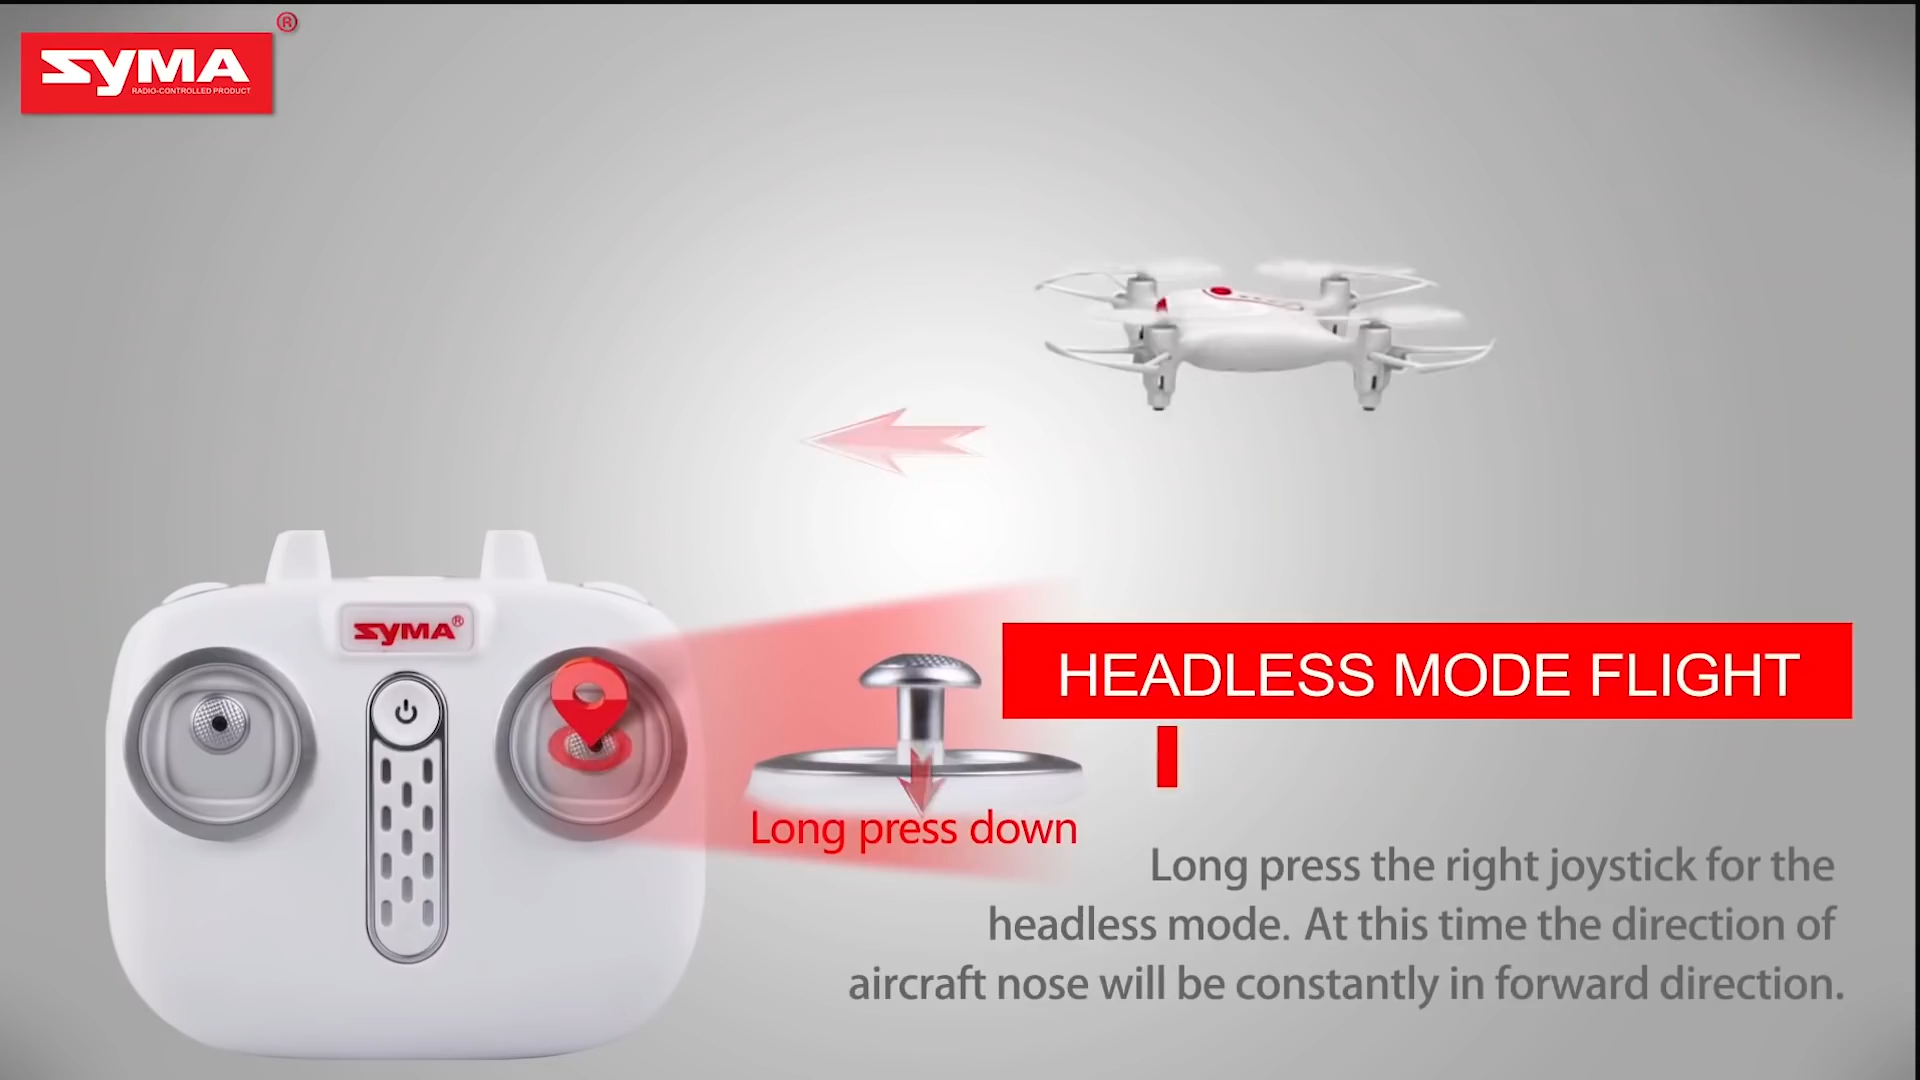 ®
SYMA
RADIO-CONTROLLED PRODUCT
SYMA®
HEADLESS MODE FLIGHT
Long press down
Long press the right joystick for the
headless mode. At this time the direction of
aircraft nose will be constantly in forward direction.